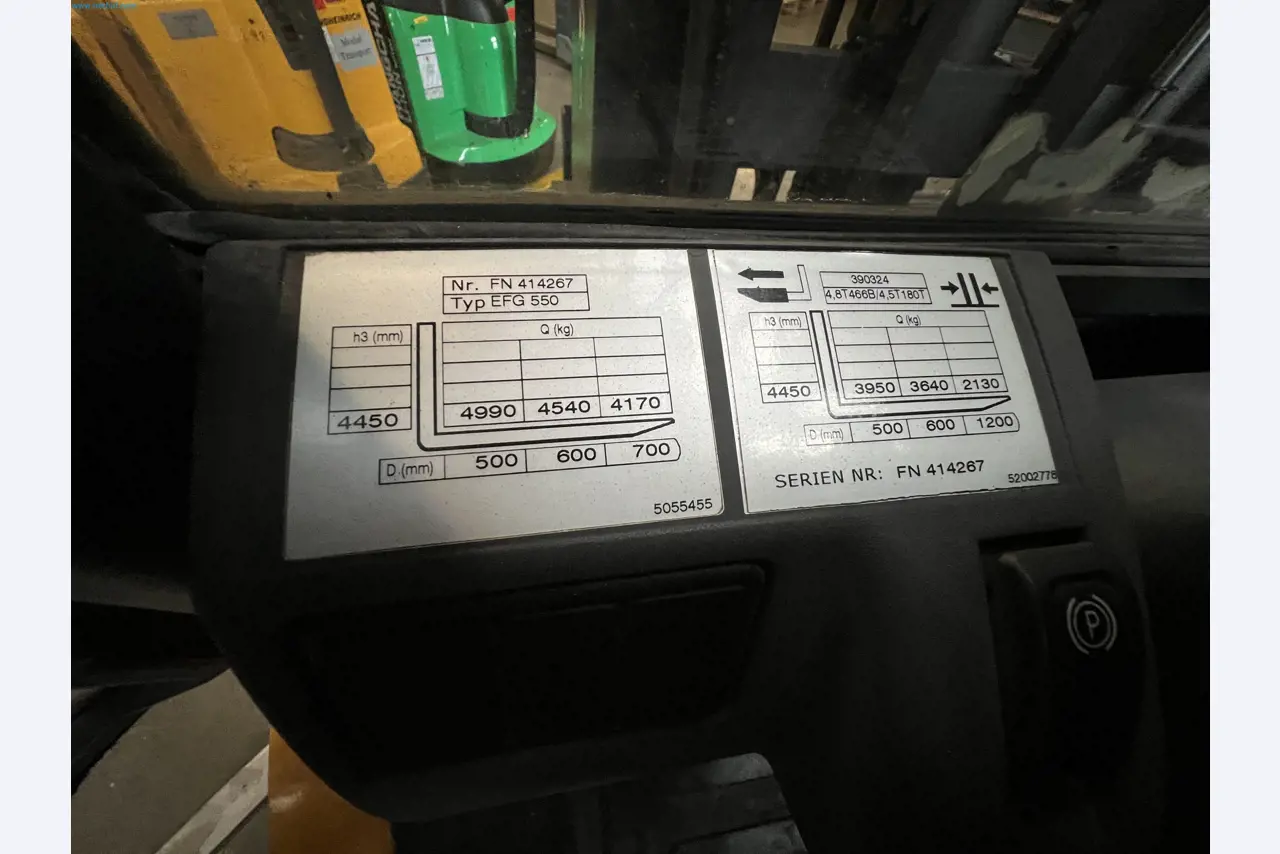 JUNGHEINRICH
Nr. FN 414267
Typ EFG 550
h3 (mm)
Q (kg)
4450
4990 4540 4170
D (mm) 500 600 700
5055455
390324
4,8T466B/4,5T180T
h3 (mm)
Q (kg)
4450
3950 3640 2130
D (mm) 500 600 1200
SERIEN NR: FN 414267
52002778
P